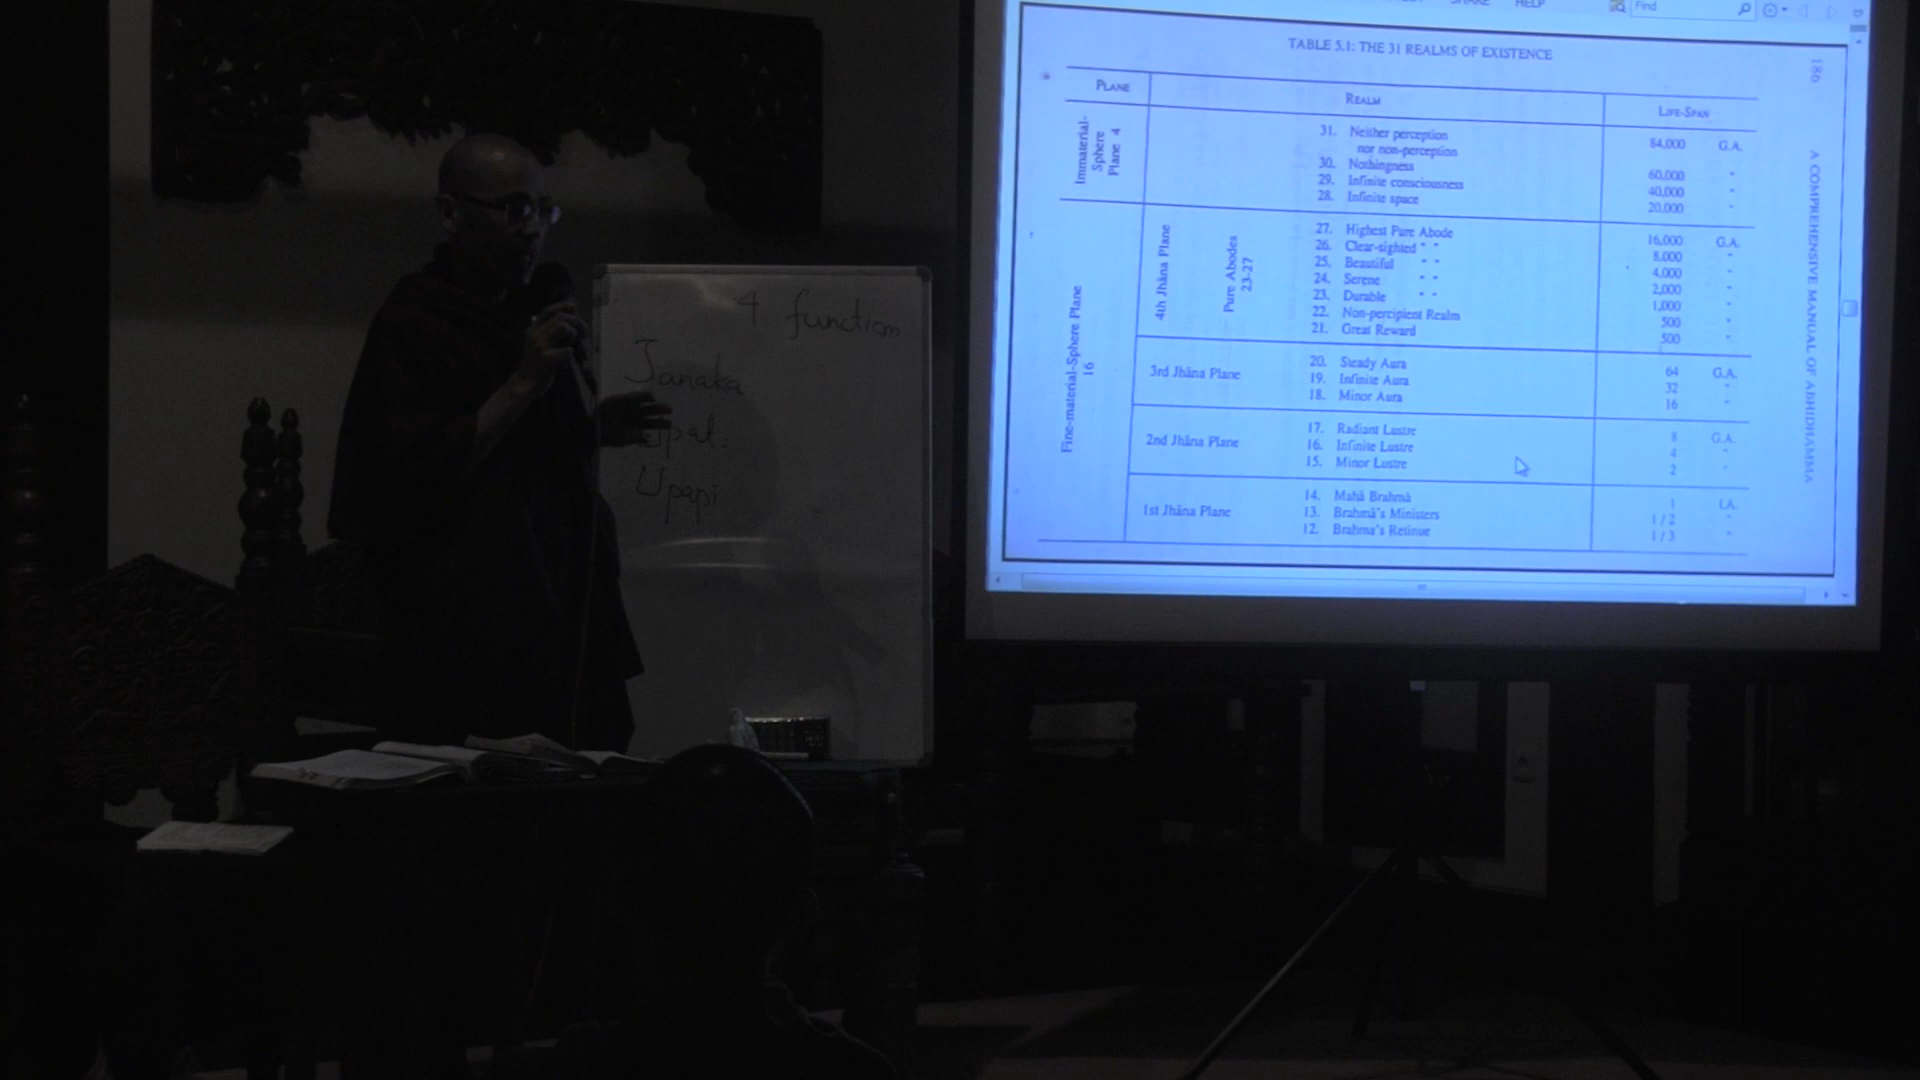 4 function
Janaka
Upapi
HELP
Find
TABLE 5.1: THE 31 REALMS OF EXISTENCE
PLANE REALM LIFE-SPAN
Immaterial-Sphere Plane 4
31. Neither perception nor non-perception 84,000 G.A.
30. Nothingness 60,000 "
29. Infinite consciousness 40,000 "
28. Infinite space 20,000 "
Fine-material-Sphere Plane 16
4th Jhāna Plane
Pure Abodes 23-27
27. Highest Pure Abode 16,000 G.A.
26. Clear-sighted " " 8,000 "
25. Beautiful " " 4,000 "
24. Serene " " 2,000 "
23. Durable " " 1,000 "
22. Non-percipient Realm 500 "
21. Great Reward 500
3rd Jhāna Plane
20. Steady Aura 64 G.A.
19. Infinite Aura 32 "
18. Minor Aura 16
2nd Jhāna Plane
17. Radiant Lustre 8 G.A.
16. Infinite Lustre 4 "
15. Minor Lustre 2
1st Jhāna Plane
14. Mahā Brahmā 1 I.A.
13. Brahmā's Ministers 1/2 "
12. Brahma's Retinue 1/3 "
186
A COMPREHENSIVE MANUAL OF ABHIDHAMMA